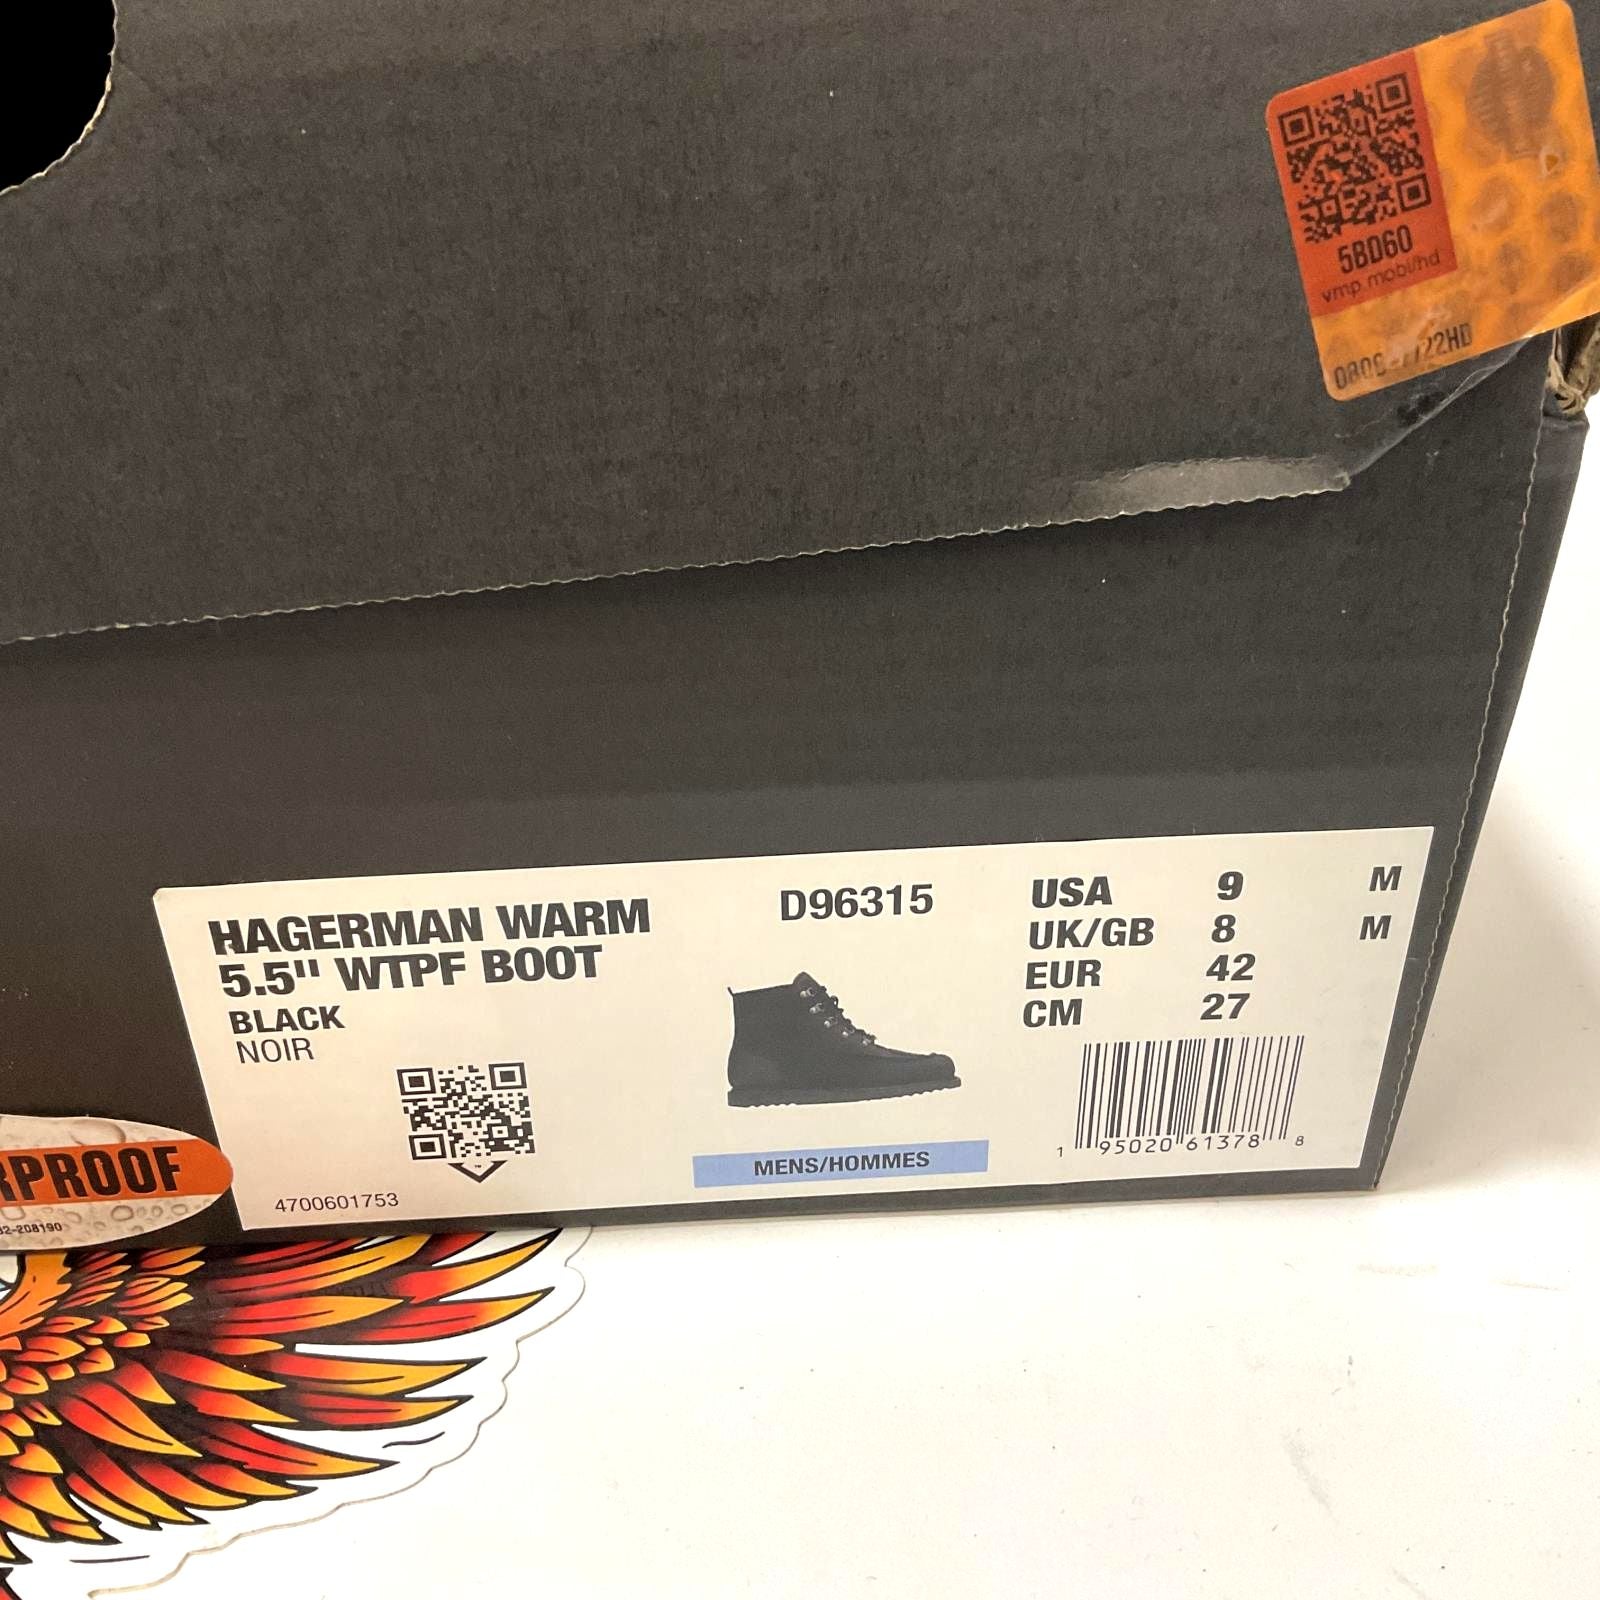 5BD60
vmp mobi/hd
HAGERMAN WARM
5.5" WTPF BOOT
BLACK
NOIR
4700601753
D96315
MENS/HOMMES
USA 9 M
UK/GB 8 M
EUR 42
CM 27
1 95020 61378 8
RPROOF